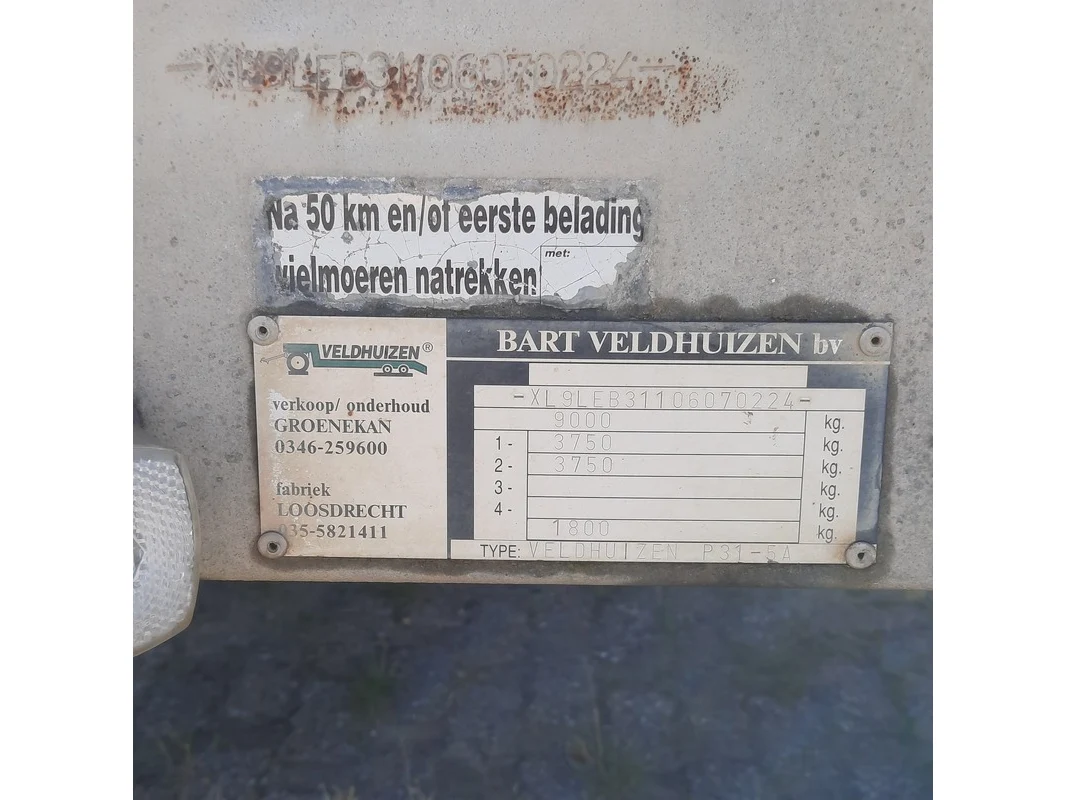 -XL9LEB31106070224-
Na 50 km en/of eerste belading
wielmoeren natrekken
met:
VELDHUIZEN®
verkoop/ onderhoud
GROENEKAN
0346-259600
fabriek
LOOSDRECHT
035-5821411
BART VELDHUIZEN bv
-XL9LEB31106070224-
9000 kg.
1- 3750 kg.
2- 3750 kg.
3- kg.
4- kg.
1800 kg.
TYPE: VELDHUIZEN P31-5A